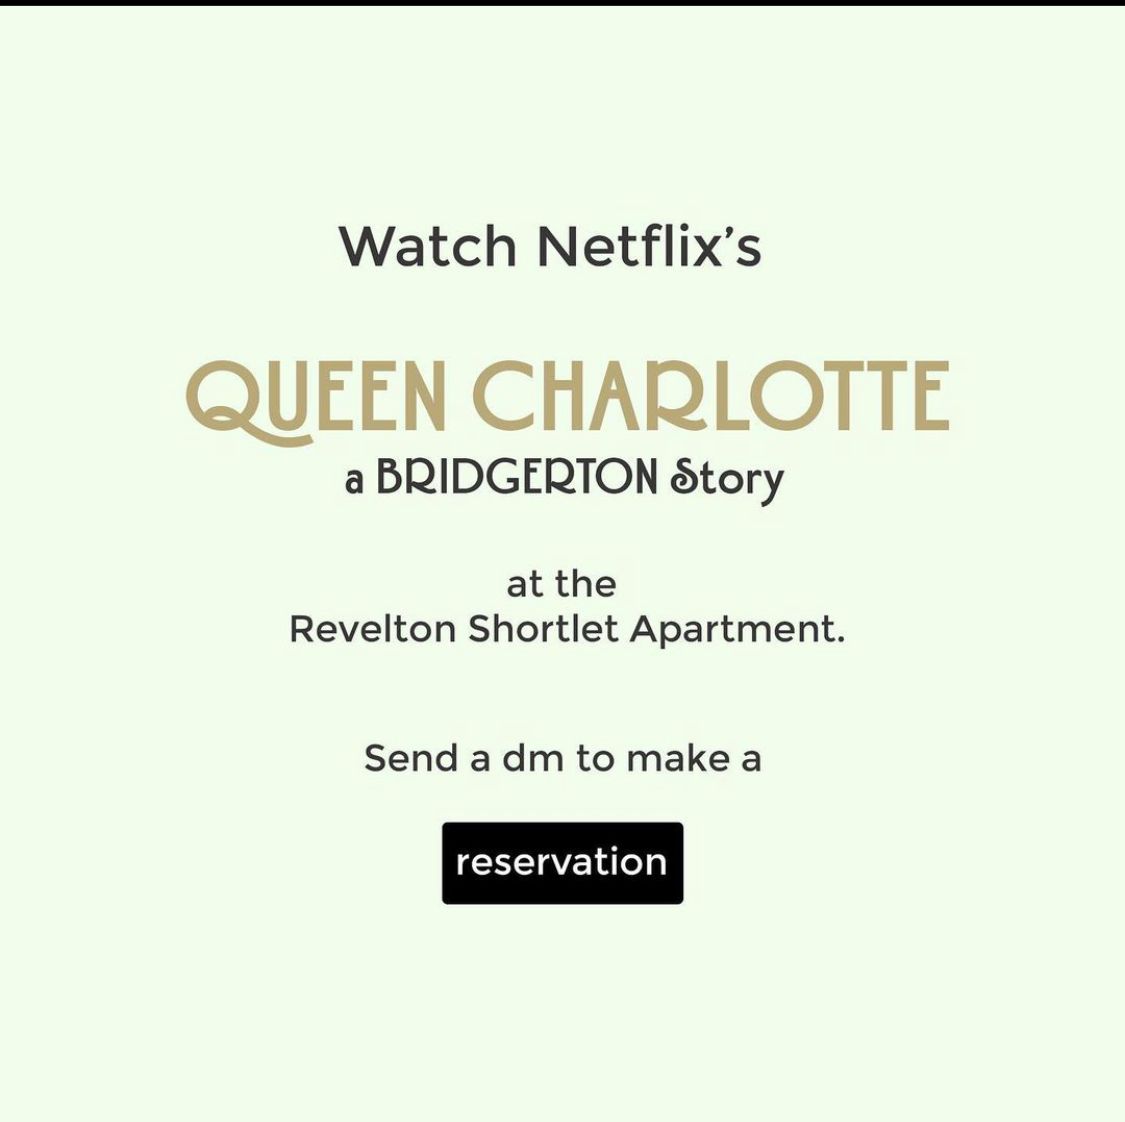 Watch Netflix’s
QUEEN CHARLOTTE
a BRIDGERTON Story
at the
Revelton Shortlet Apartment.
Send a dm to make a
reservation